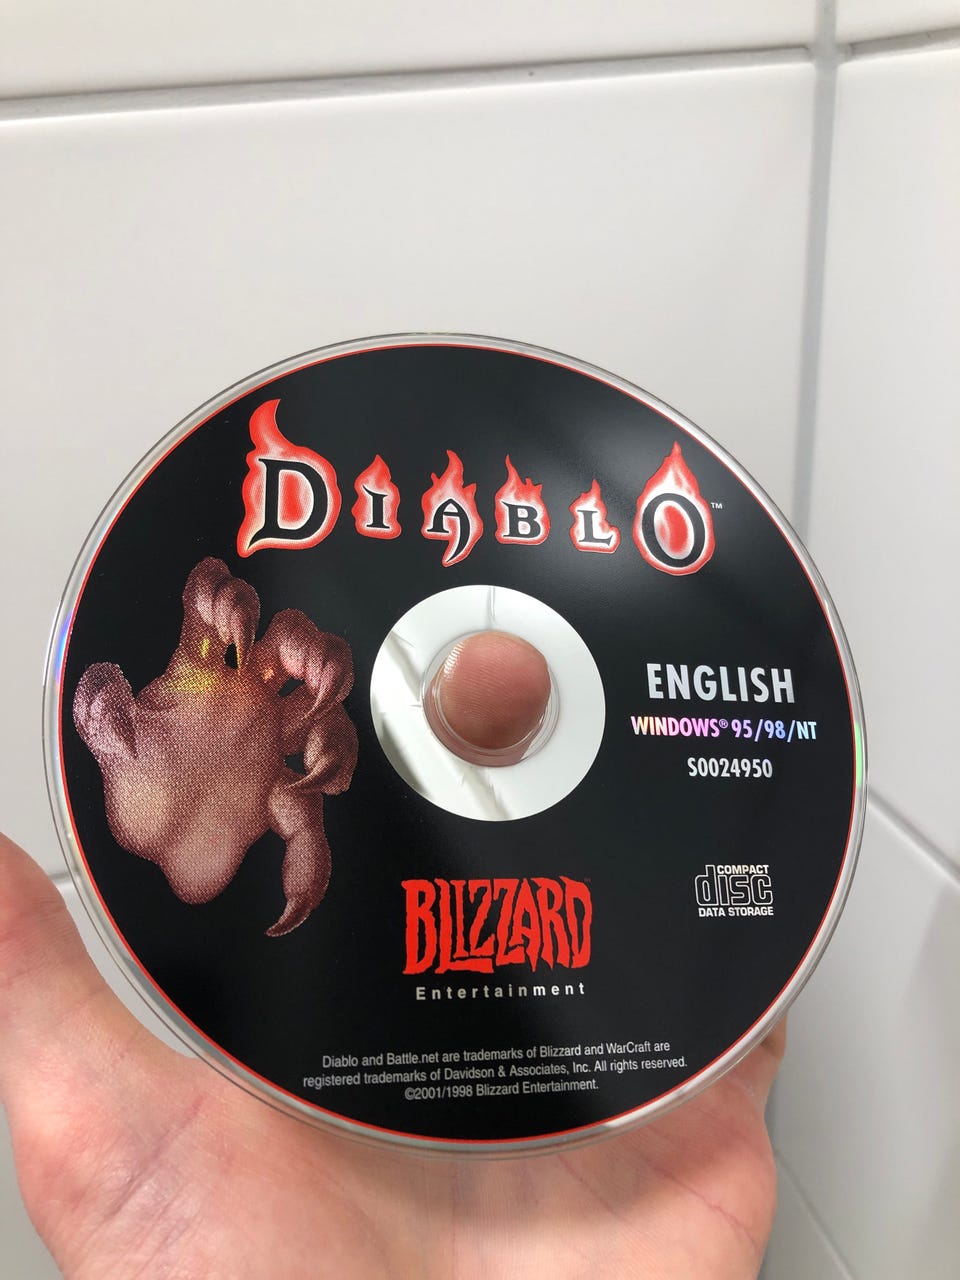 DIABLO™
ENGLISH
WINDOWS® 95/98/NT
S0024950
COMPACT
disc
DATA STORAGE
BLIZZARD™
Entertainment
Diablo and Battle.net are trademarks of Blizzard and WarCraft are
registered trademarks of Davidson & Associates, Inc. All rights reserved.
©2001/1998 Blizzard Entertainment.